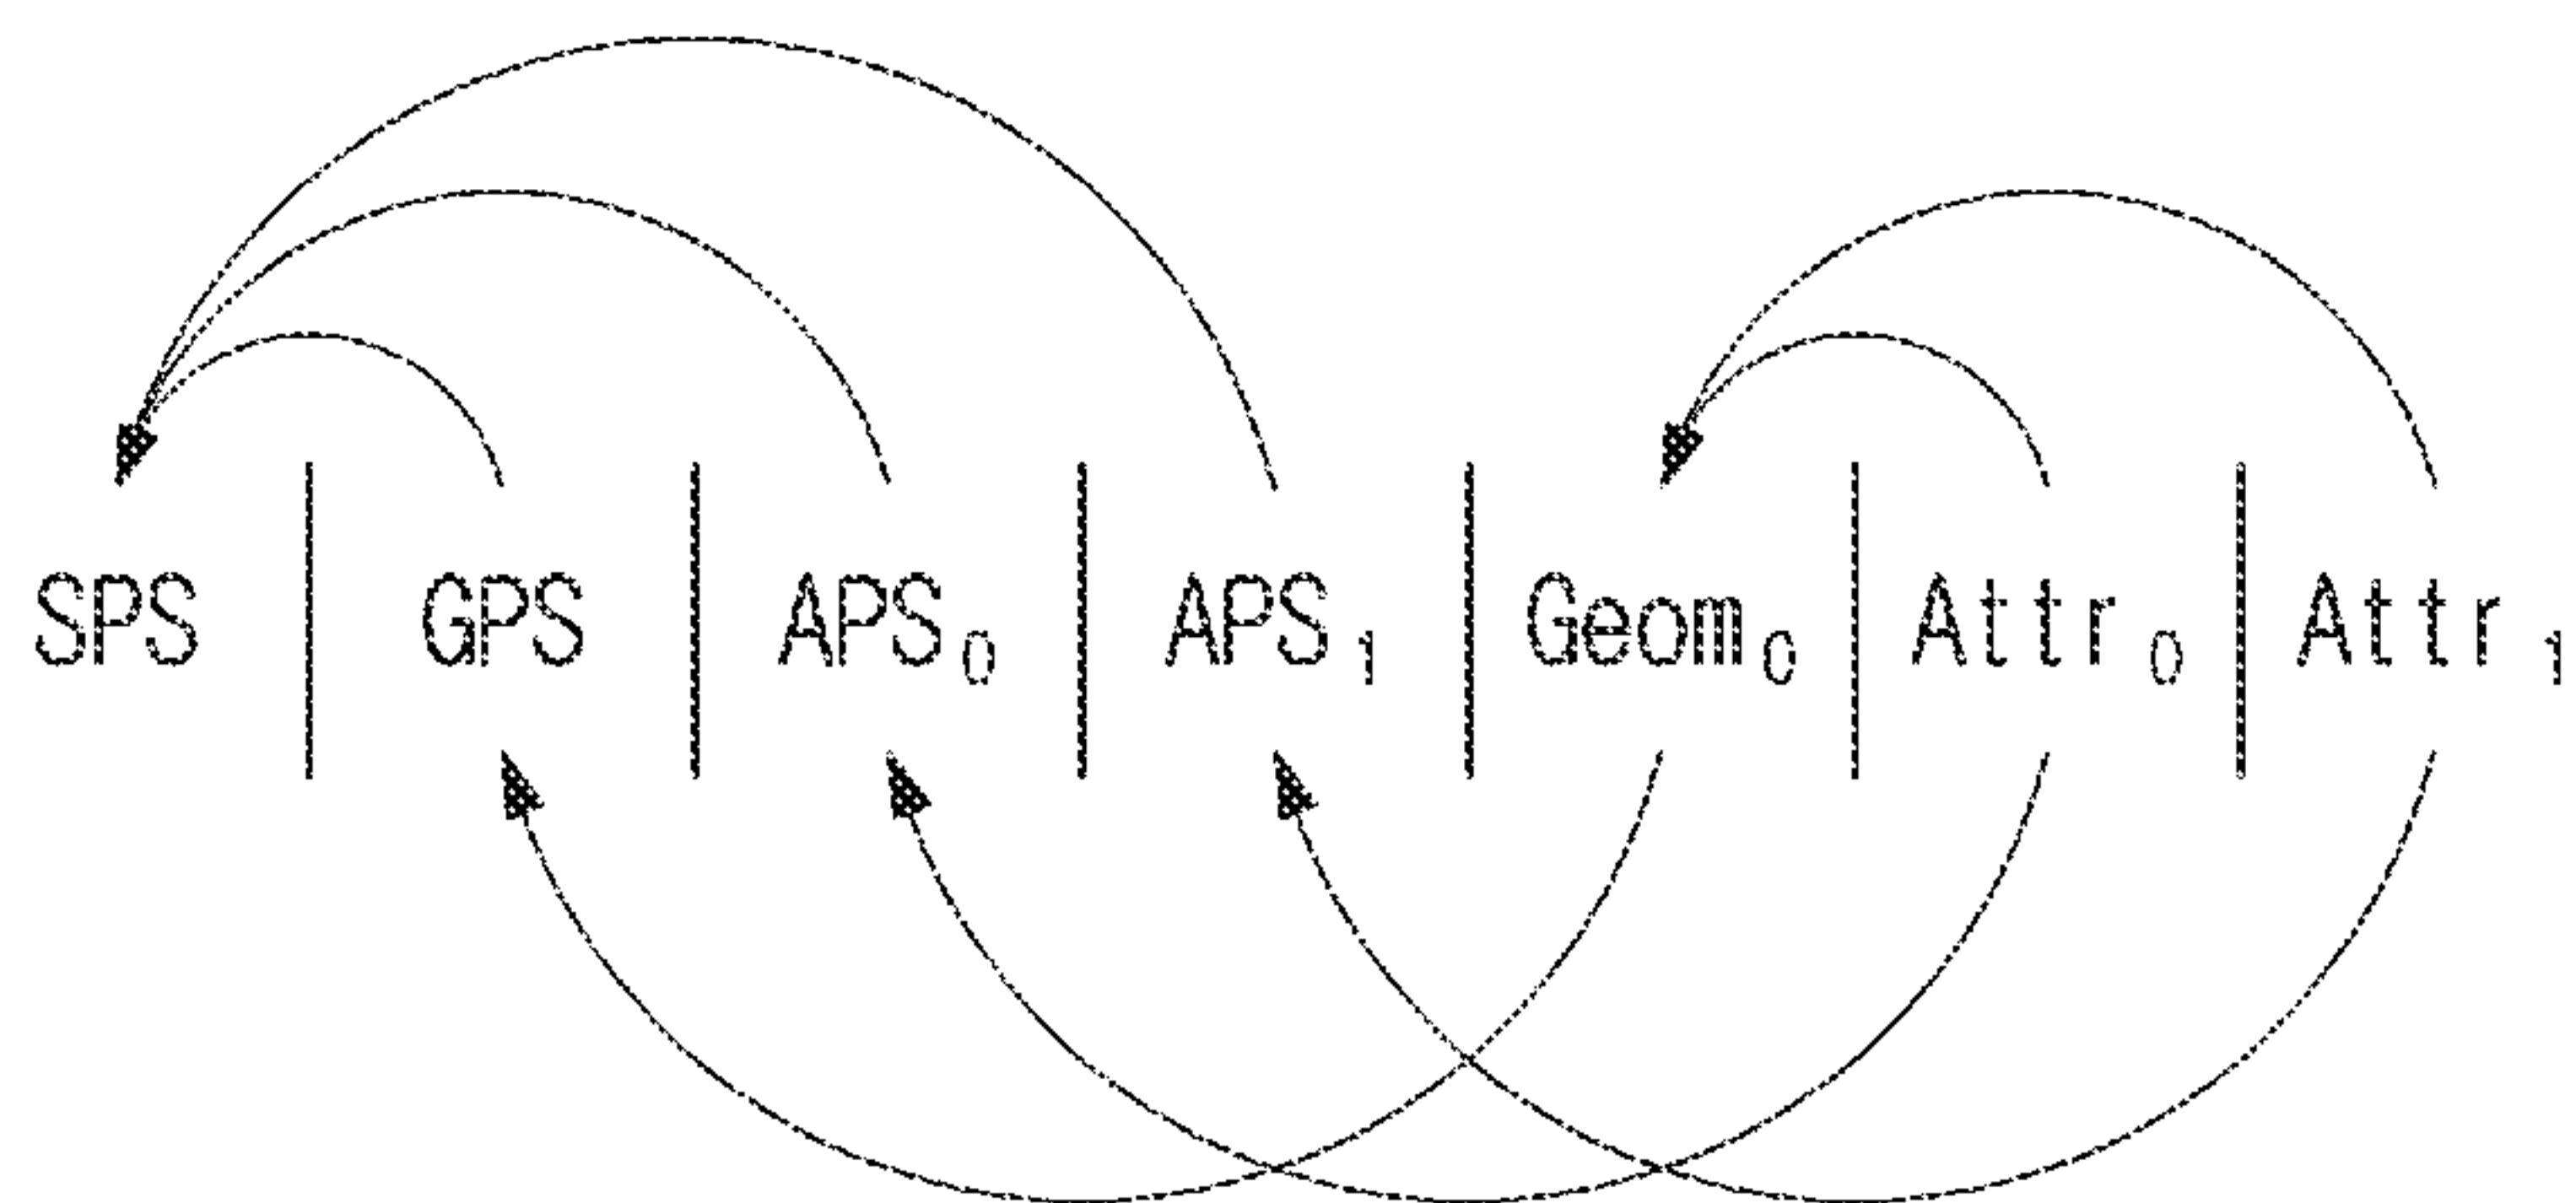 SPS | GPS | APS₀ | APS₁ | Geom₀ | Attr₀ | Attr₁